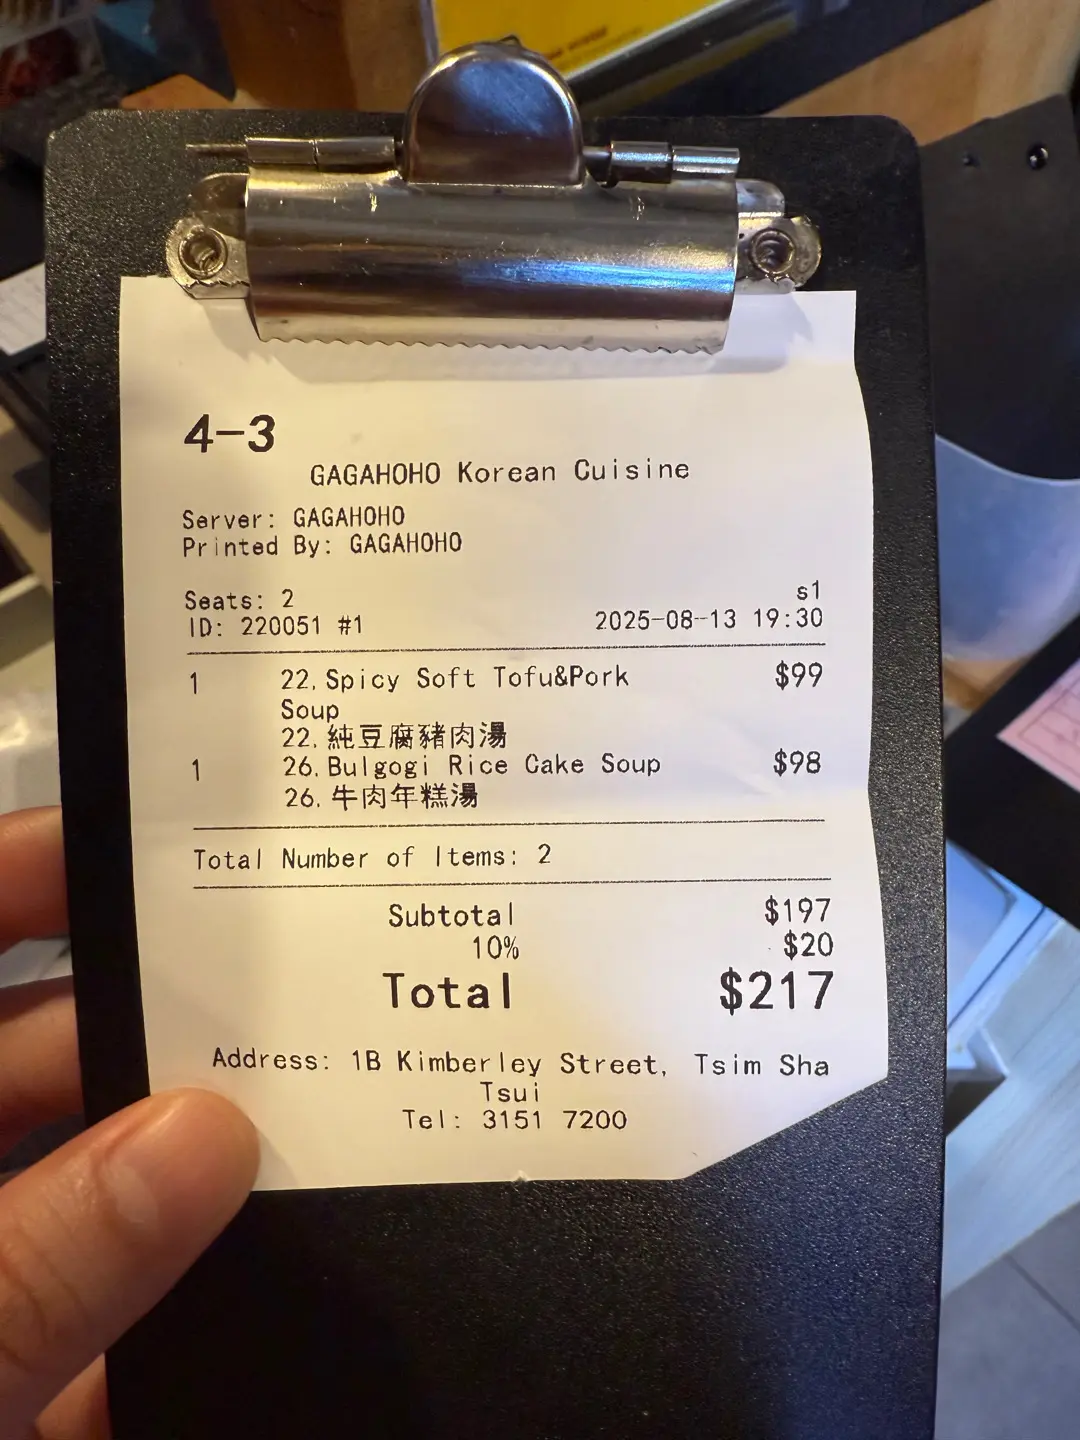 4-3
GAGAHOHO Korean Cuisine
Server: GAGAHOHO
Printed By: GAGAHOHO
Seats: 2 s1
ID: 220051 #1 2025-08-13 19:30
1 22. Spicy Soft Tofu&Pork $99
Soup
22. 純豆腐豬肉湯
1 26. Bulgogi Rice Cake Soup $98
26. 牛肉年糕湯
Total Number of Items: 2
Subtotal $197
10% $20
Total $217
Address: 1B Kimberley Street, Tsim Sha
Tsui
Tel: 3151 7200